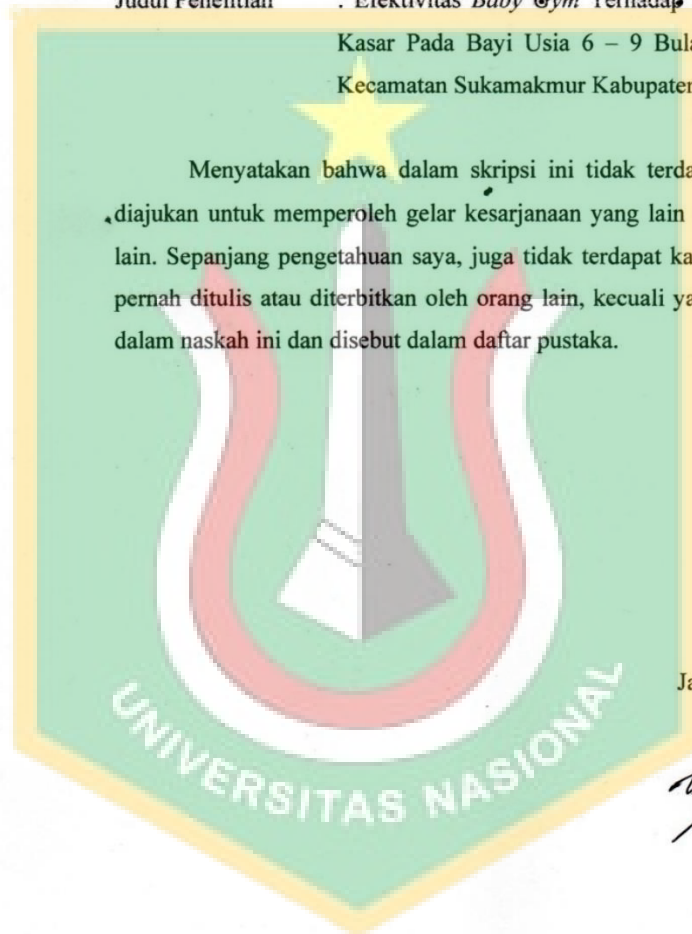 Judul Penelitian : Efektivitas Baby Gym Terhadap
Kasar Pada Bayi Usia 6 – 9 Bula
Kecamatan Sukamakmur Kabupaten
Menyatakan bahwa dalam skripsi ini tidak terda
diajukan untuk memperoleh gelar kesarjanaan yang lain
lain. Sepanjang pengetahuan saya, juga tidak terdapat ka
pernah ditulis atau diterbitkan oleh orang lain, kecuali ya
dalam naskah ini dan disebut dalam daftar pustaka.
Ja
UNIVERSITAS NASIONAL